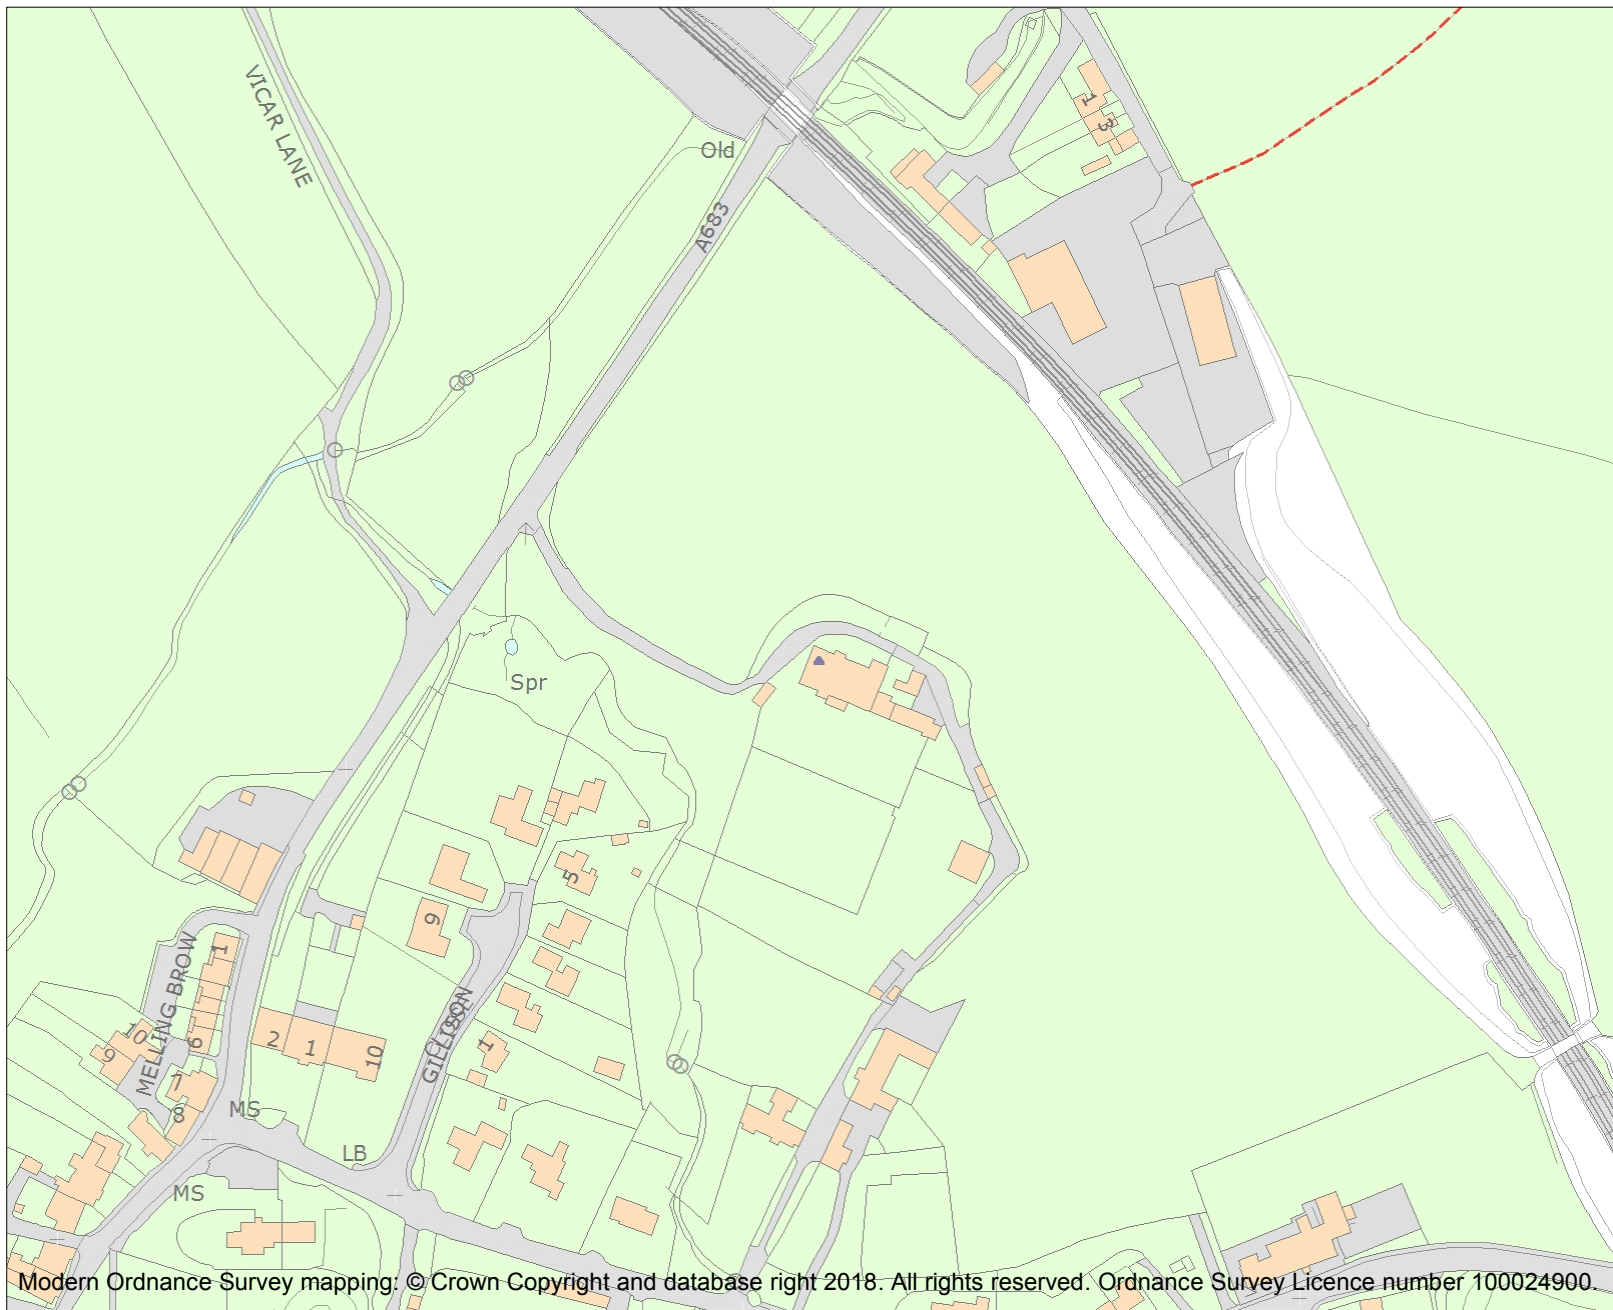 VICAR LANE
Old
A683
1
3
Spr
5
9
1
MELLING BROW
10
9
6
7
8
2
1
10
GILLISON
CLOSE
1
MS
LB
MS
Modern Ordnance Survey mapping: © Crown Copyright and database right 2018. All rights reserved. Ordnance Survey Licence number 100024900.